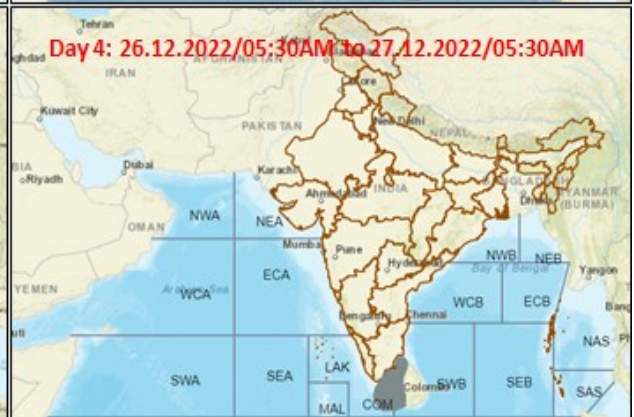 Tehran
Day 4: 26.12.2022/05:30AM to 27.12.2022/05:30AM
AFGHANISTAN
IRAN
Kuwait City
New Delhi
PAKISTAN
NEPAL
BIA
Riyadh
Dubai
Karachi
Ahmedabad
INDIA
BANGLADESH
Dhaka
MYANMAR
(BURMA)
OMAN
NWA
NEA
Mumbai
Pune
Hyderabad
NWB
NEB
Bay of Bengal
Yangon
YEMEN
WCA
Arabian Sea
ECA
WCB
ECB
Bengaluru
Chennai
uti
NAS
LAK
SWA
SEA
Colombo
SWB
SEB
SAS
MAL
COM